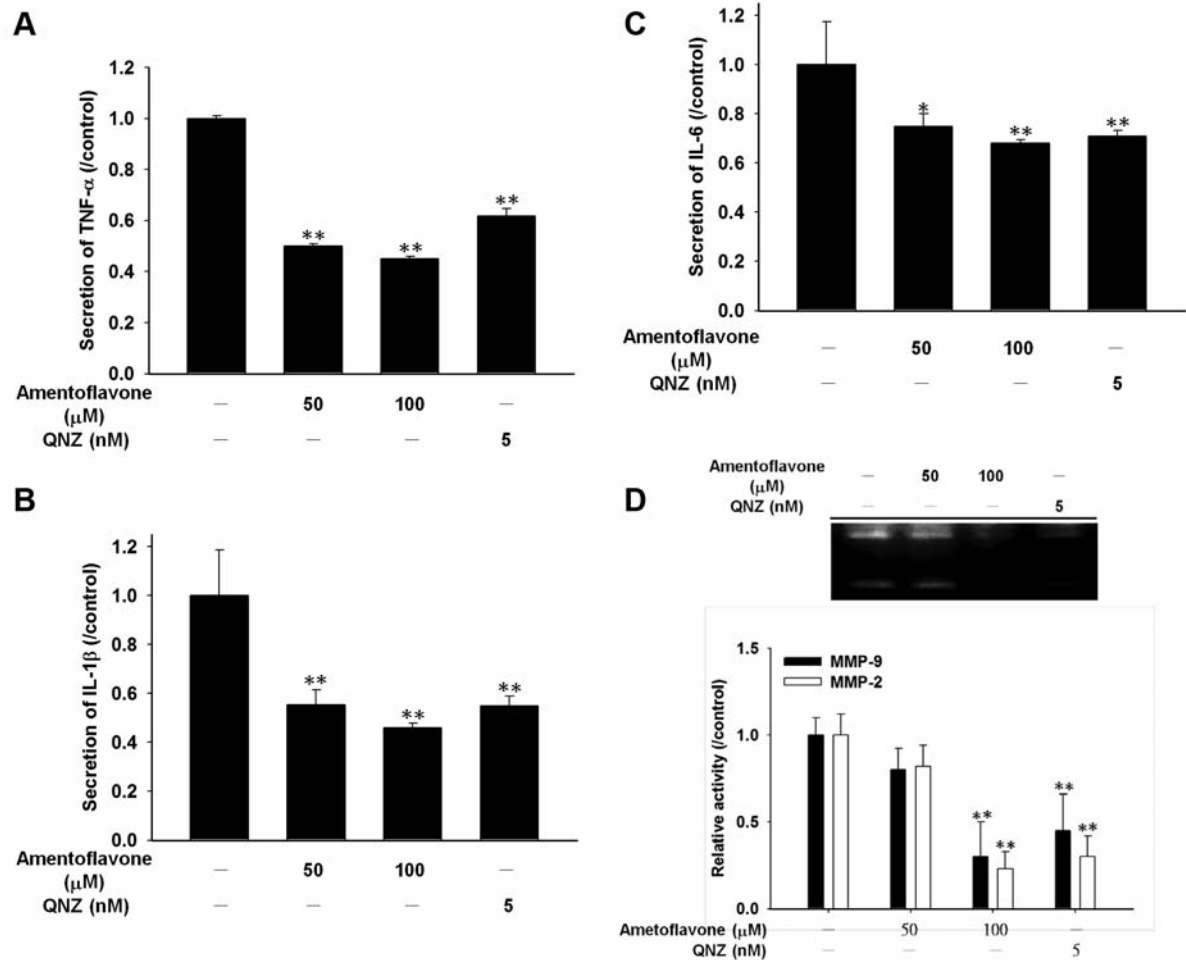 A
1.2
1.0
0.8
0.6
0.4
0.2
0.0
Secretion of TNF-α (/control)
**
**
**
Amentoflavone — 50 100 —
(μM)
QNZ (nM) — — — 5
B
1.2
1.0
0.8
0.6
0.4
0.2
0.0
Secretion of IL-1β (/control)
**
**
**
Amentoflavone — 50 100 —
(μM)
QNZ (nM) — — — 5
C
1.2
1.0
0.8
0.6
0.4
0.2
0.0
Secretion of IL-6 (/control)
*
**
**
Amentoflavone — 50 100 —
(μM)
QNZ (nM) — — — 5
D
Amentoflavone — 50 100 —
(μM)
QNZ (nM) — — — 5
MMP-9
MMP-2
1.0
0.5
0.0
Relative activity (/control)
**
**
**
**
Ametoflavone (μM) — 50 100 —
QNZ (nM) — — — 5